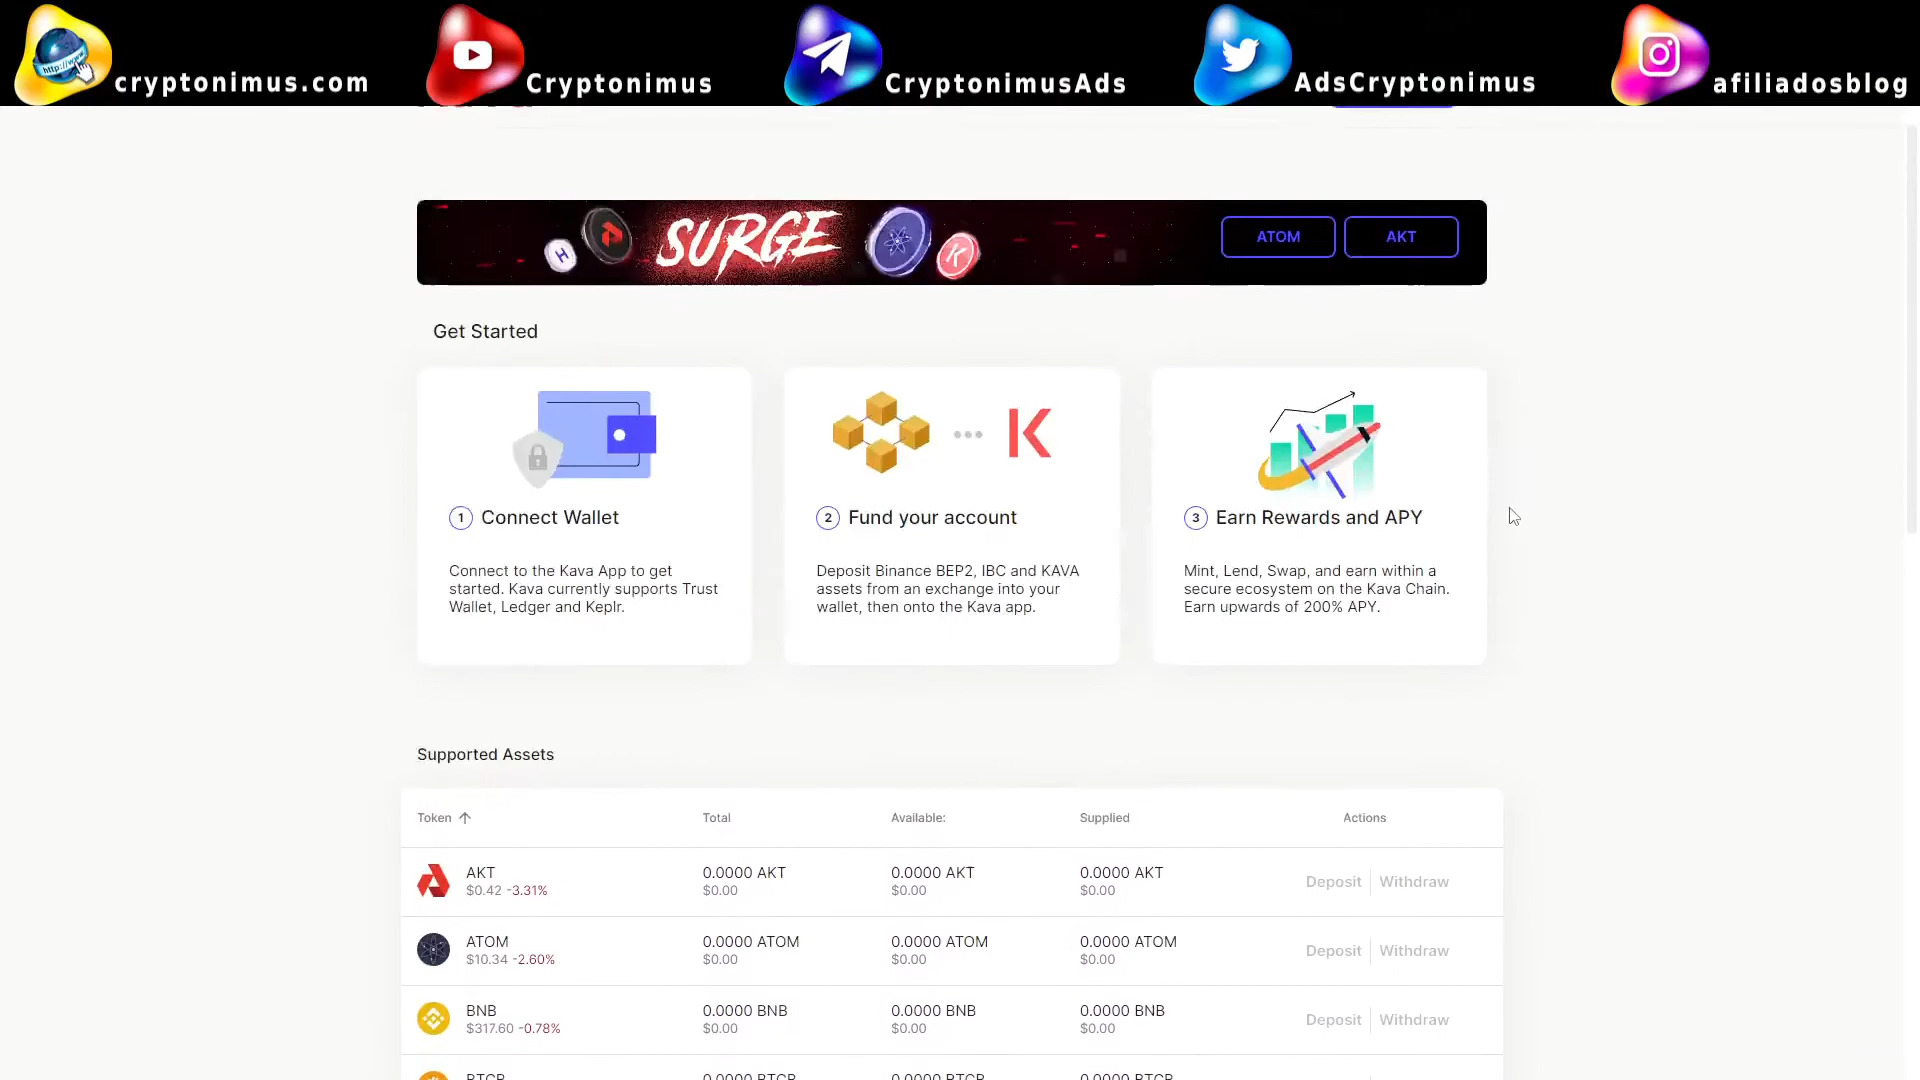 cryptonimus.com
Cryptonimus
CryptonimusAds
AdsCryptonimus
afiliadosblog
http://www
SURGE
H
K
ATOM
AKT
Get Started
1 Connect Wallet
Connect to the Kava App to get
started. Kava currently supports Trust
Wallet, Ledger and Keplr.
2 Fund your account
Deposit Binance BEP2, IBC and KAVA
assets from an exchange into your
wallet, then onto the Kava app.
3 Earn Rewards and APY
Mint, Lend, Swap, and earn within a
secure ecosystem on the Kava Chain.
Earn upwards of 200% APY.
Supported Assets
Token Total Available: Supplied Actions
AKT 0.0000 AKT 0.0000 AKT 0.0000 AKT
$0.42 -3.31% $0.00 $0.00 $0.00 Deposit Withdraw
ATOM 0.0000 ATOM 0.0000 ATOM 0.0000 ATOM
$10.34 -2.60% $0.00 $0.00 $0.00 Deposit Withdraw
BNB 0.0000 BNB 0.0000 BNB 0.0000 BNB
$317.60 -0.78% $0.00 $0.00 $0.00 Deposit Withdraw